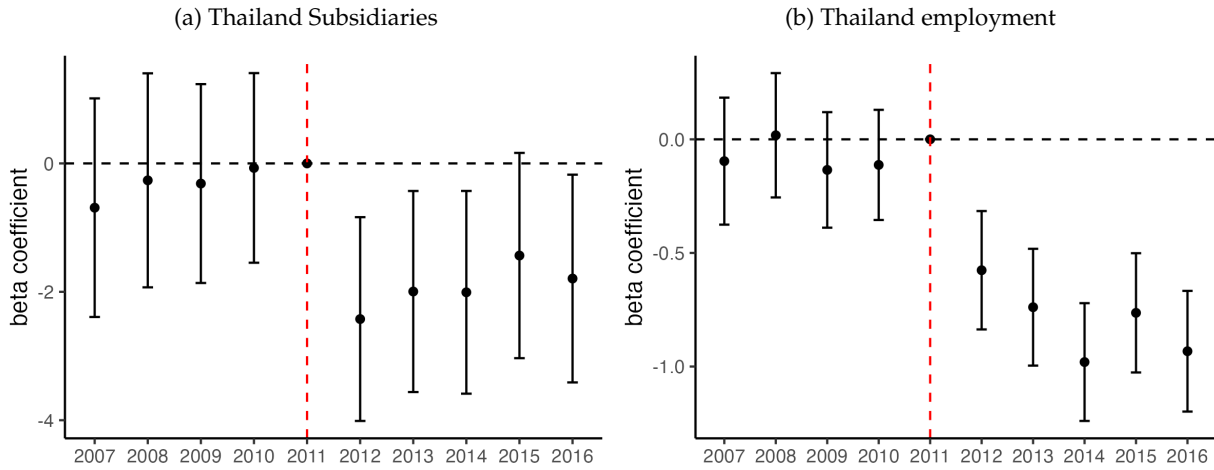 (a) Thailand Subsidiaries
beta coefficient
0
-2
-4
2007 2008 2009 2010 2011 2012 2013 2014 2015 2016
(b) Thailand employment
beta coefficient
0.0
-0.5
-1.0
2007 2008 2009 2010 2011 2012 2013 2014 2015 2016